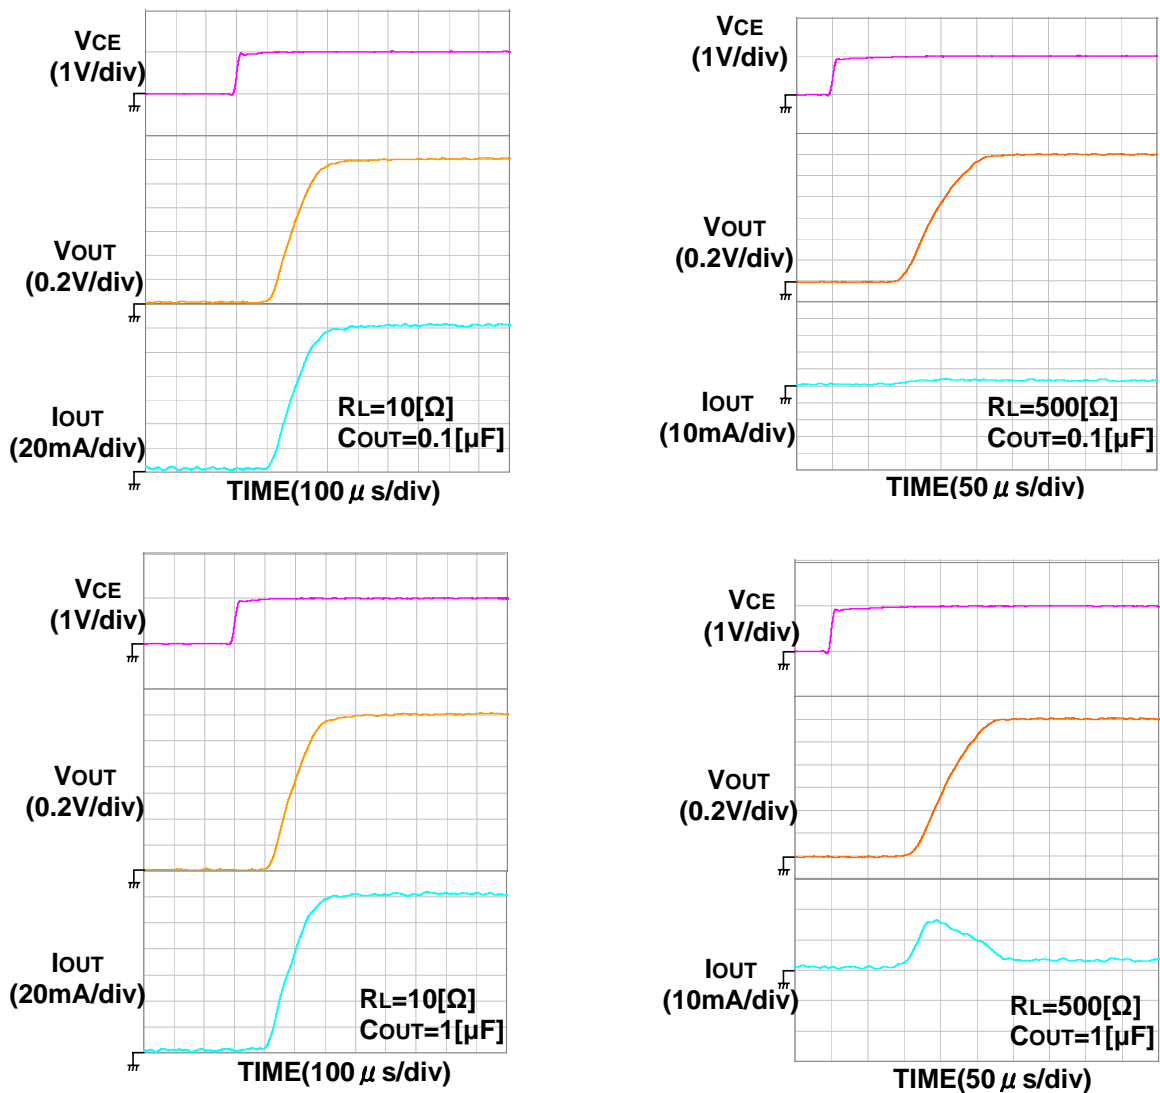 VCE
(1V/div)
VOUT
(0.2V/div)
IOUT
(20mA/div)
RL=10[Ω]
COUT=0.1[µF]
TIME(100μs/div)
VCE
(1V/div)
VOUT
(0.2V/div)
IOUT
(10mA/div)
RL=500[Ω]
COUT=0.1[µF]
TIME(50μs/div)
VCE
(1V/div)
VOUT
(0.2V/div)
IOUT
(20mA/div)
RL=10[Ω]
COUT=1[µF]
TIME(100μs/div)
VCE
(1V/div)
VOUT
(0.2V/div)
IOUT
(10mA/div)
RL=500[Ω]
COUT=1[µF]
TIME(50μs/div)